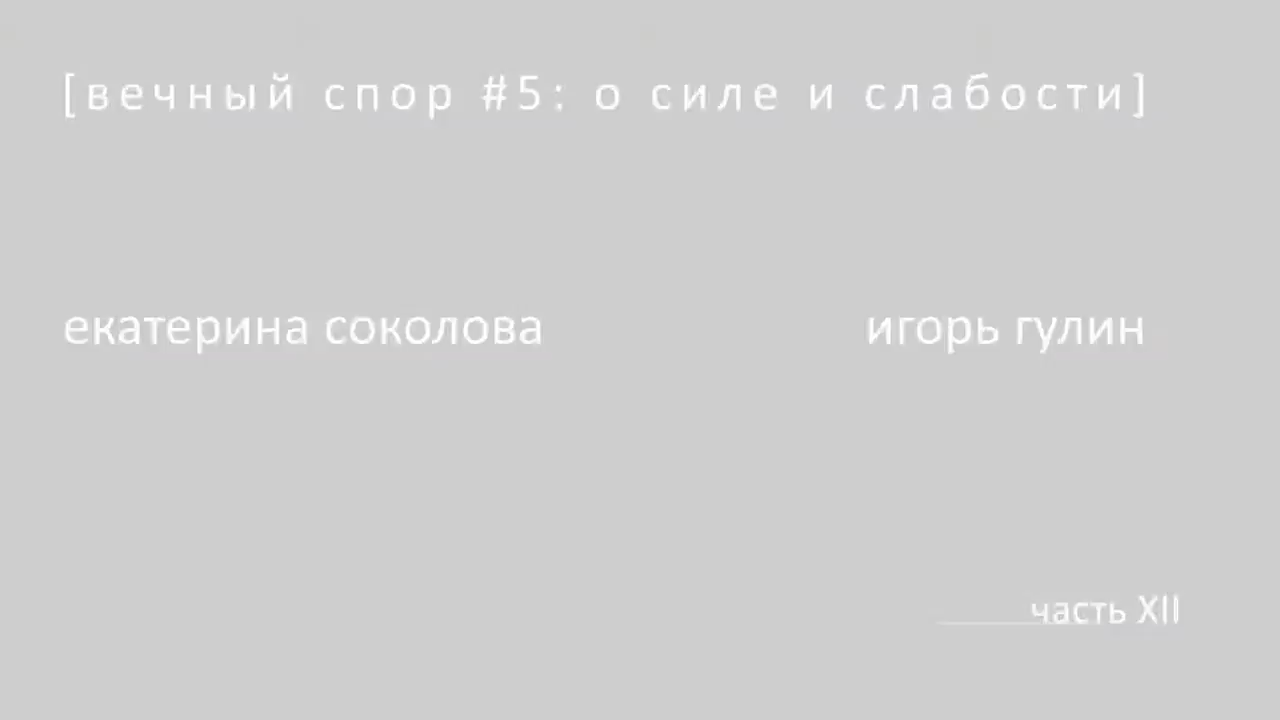 [вечный спор #5: о силе и слабости]
екатерина соколова игорь гулин
часть XII